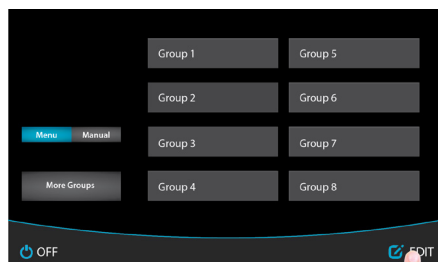 Group 1 Group 5
Group 2 Group 6
Menu Manual
Group 3 Group 7
More Groups
Group 4 Group 8
OFF EDIT